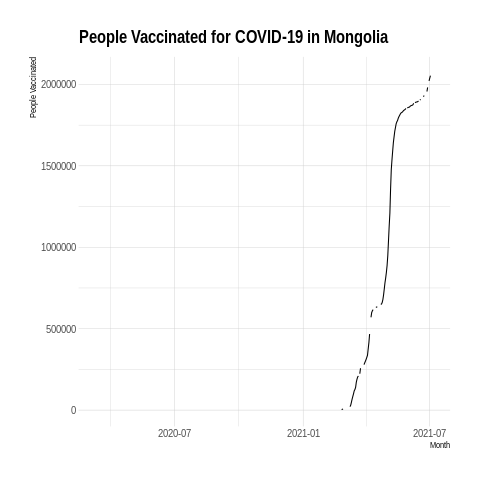 People Vaccinated for COVID-19 in Mongolia
People Vaccinated
2000000
1500000
1000000
500000
0
2020-07
2021-01
2021-07
Month